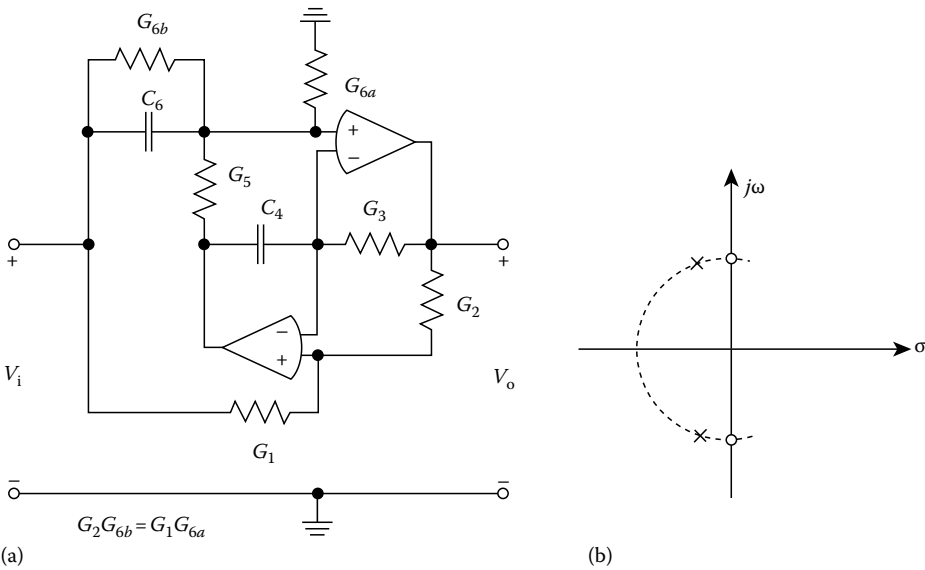 G6b
G6a
C6
+
−
G5
C4
G3
jω
+
+
G2
−
+
σ
Vi
Vo
G1
−
−
G2G6b = G1G6a
(a)
(b)